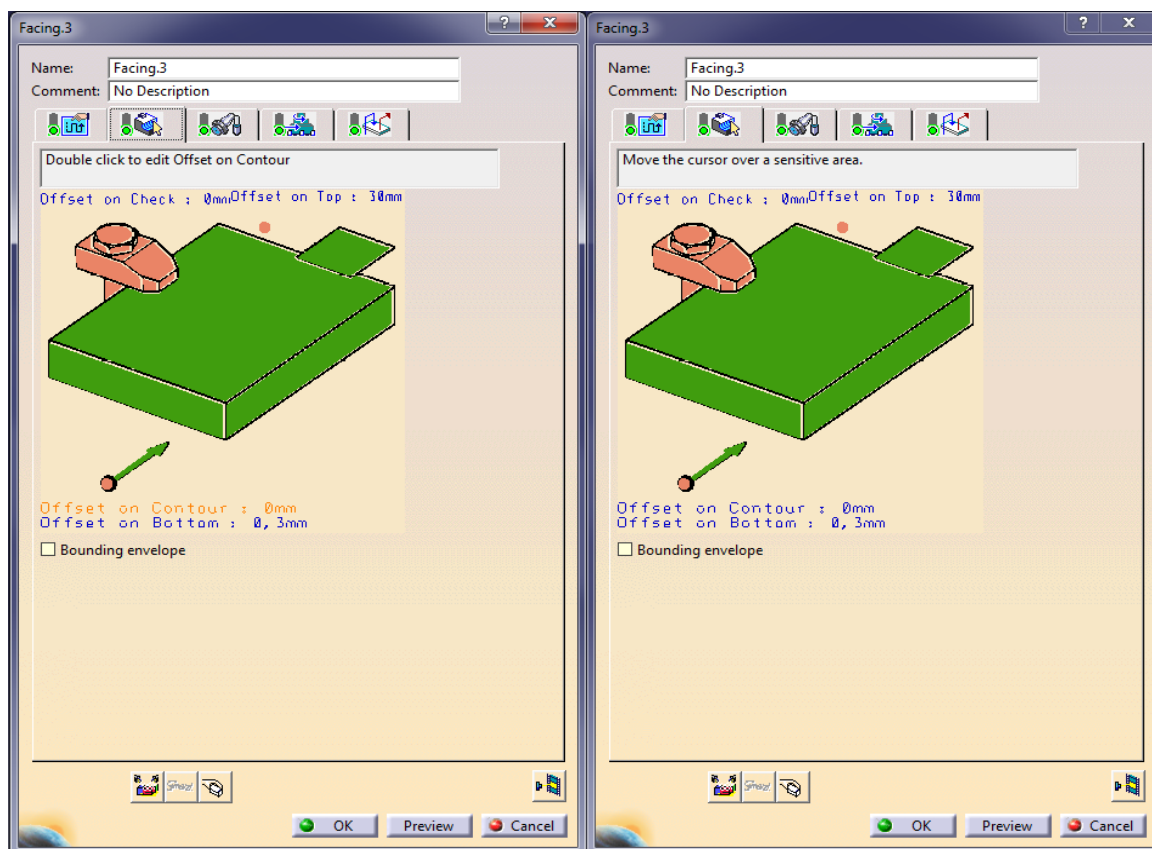 Facing.3
Name: Facing.3
Comment: No Description
Double click to edit Offset on Contour
Offset on Check : 0mm Offset on Top : 30mm
Offset on Contour : 0mm
Offset on Bottom : 0,3mm
Bounding envelope
OK Preview Cancel
Facing.3
Name: Facing.3
Comment: No Description
Move the cursor over a sensitive area.
Offset on Check : 0mm Offset on Top : 30mm
Offset on Contour : 0mm
Offset on Bottom : 0,3mm
Bounding envelope
OK Preview Cancel